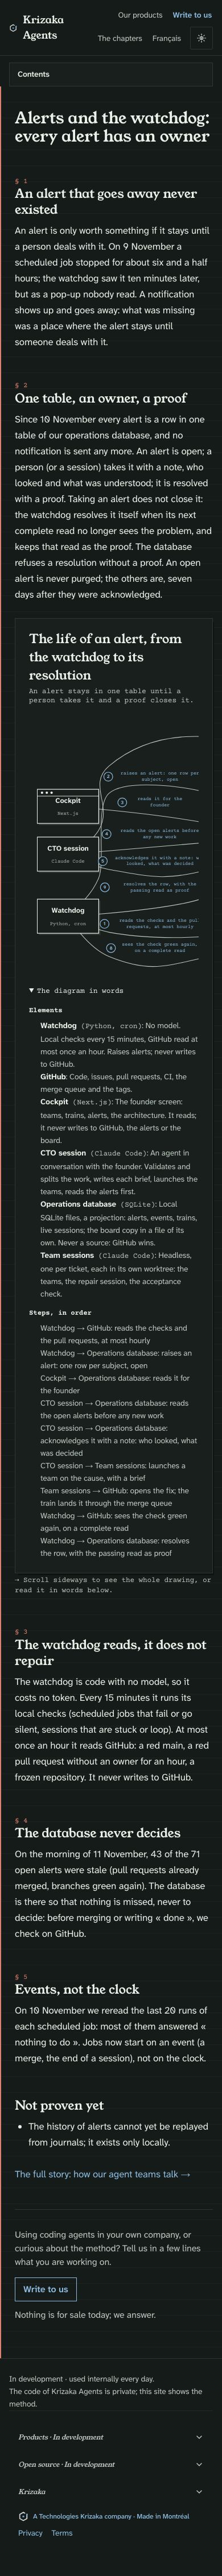 Krizaka
Agents
Our products
Write to us
The chapters
Français
Contents
Alerts and the watchdog:
every alert has an owner
§ 1
An alert that goes away never
existed
An alert is only worth something if it stays until
a person deals with it. On 9 November a
scheduled job stopped for about six and a half
hours; the watchdog saw it ten minutes later,
but as a pop-up nobody read. A notification
shows up and goes away: what was missing
was a place where the alert stays until
someone deals with it.
§ 2
One table, an owner, a proof
Since 10 November every alert is a row in one
table of our operations database, and no
notification is sent any more. An alert is open; a
person (or a session) takes it with a note, who
looked and what was understood; it is resolved
with a proof. Taking an alert does not close it:
the watchdog resolves it itself when its next
complete read no longer sees the problem, and
keeps that read as the proof. The database
refuses a resolution without a proof. An open
alert is never purged; the others are, seven
days after they were acknowledged.
The life of an alert, from
the watchdog to its
resolution
An alert stays in one table until a
person takes it and a proof closes it.
Cockpit
Next.js
CTO session
Claude Code
Watchdog
Python, cron
2
raises an alert: one row per
subject, open
3
reads it for the
founder
4
reads the open alerts before
any new work
5
acknowledges it with a note: w
looked, what was decided
9
resolves the row, with the
passing read as proof
1
reads the checks and the pul
requests, at most hourly
8
sees the check green again,
on a complete read
▼ The diagram in words
Elements
Watchdog (Python, cron): No model.
Local checks every 15 minutes, GitHub read at
most once an hour. Raises alerts; never writes
to GitHub.
GitHub: Code, issues, pull requests, CI, the
merge queue and the tags.
Cockpit (Next.js): The founder screen:
teams, trains, alerts, the architecture. It reads;
it never writes to GitHub, the alerts or the
board.
CTO session (Claude Code): An agent in
conversation with the founder. Validates and
splits the work, writes each brief, launches the
teams, reads the alerts first.
Operations database (SQLite): Local
SQLite files, a projection: alerts, events, trains,
live sessions; the board copy in a file of its
own. Never a source: GitHub wins.
Team sessions (Claude Code): Headless,
one per ticket, each in its own worktree: the
teams, the repair session, the acceptance
check.
Steps, in order
Watchdog → GitHub: reads the checks and
the pull requests, at most hourly
Watchdog → Operations database: raises an
alert: one row per subject, open
Cockpit → Operations database: reads it for
the founder
CTO session → Operations database: reads
the open alerts before any new work
CTO session → Operations database:
acknowledges it with a note: who looked, what
was decided
CTO session → Team sessions: launches a
team on the cause, with a brief
Team sessions → GitHub: opens the fix; the
train lands it through the merge queue
Watchdog → GitHub: sees the check green
again, on a complete read
Watchdog → Operations database: resolves
the row, with the passing read as proof
→ Scroll sideways to see the whole drawing, or
read it in words below.
§ 3
The watchdog reads, it does not
repair
The watchdog is code with no model, so it
costs no token. Every 15 minutes it runs its
local checks (scheduled jobs that fail or go
silent, sessions that are stuck or loop). At most
once an hour it reads GitHub: a red main, a red
pull request without an owner for an hour, a
frozen repository. It never writes to GitHub.
§ 4
The database never decides
On the morning of 11 November, 43 of the 71
open alerts were stale (pull requests already
merged, branches green again). The database
is there so that nothing is missed, never to
decide: before merging or writing « done », we
check on GitHub.
§ 5
Events, not the clock
On 10 November we reread the last 20 runs of
each scheduled job: most of them answered «
nothing to do ». Jobs now start on an event (a
merge, the end of a session), not on the clock.
Not proven yet
• The history of alerts cannot yet be replayed
from journals; it exists only locally.
The full story: how our agent teams talk →
Using coding agents in your own company, or
curious about the method? Tell us in a few lines
what you are working on.
Write to us
Nothing is for sale today; we answer.
In development · used internally every day.
The code of Krizaka Agents is private; this site shows the
method.
Products · In development
Open source · In development
Krizaka
A Technologies Krizaka company · Made in Montréal
Privacy
Terms